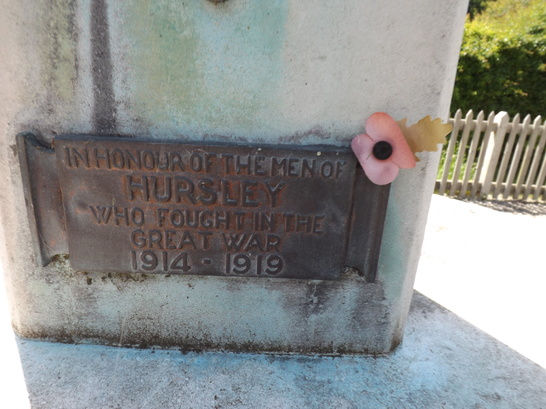 IN HONOUR OF THE MEN OF
HURSLEY
WHO FOUGHT IN THE
GREAT WAR
1914 - 1919